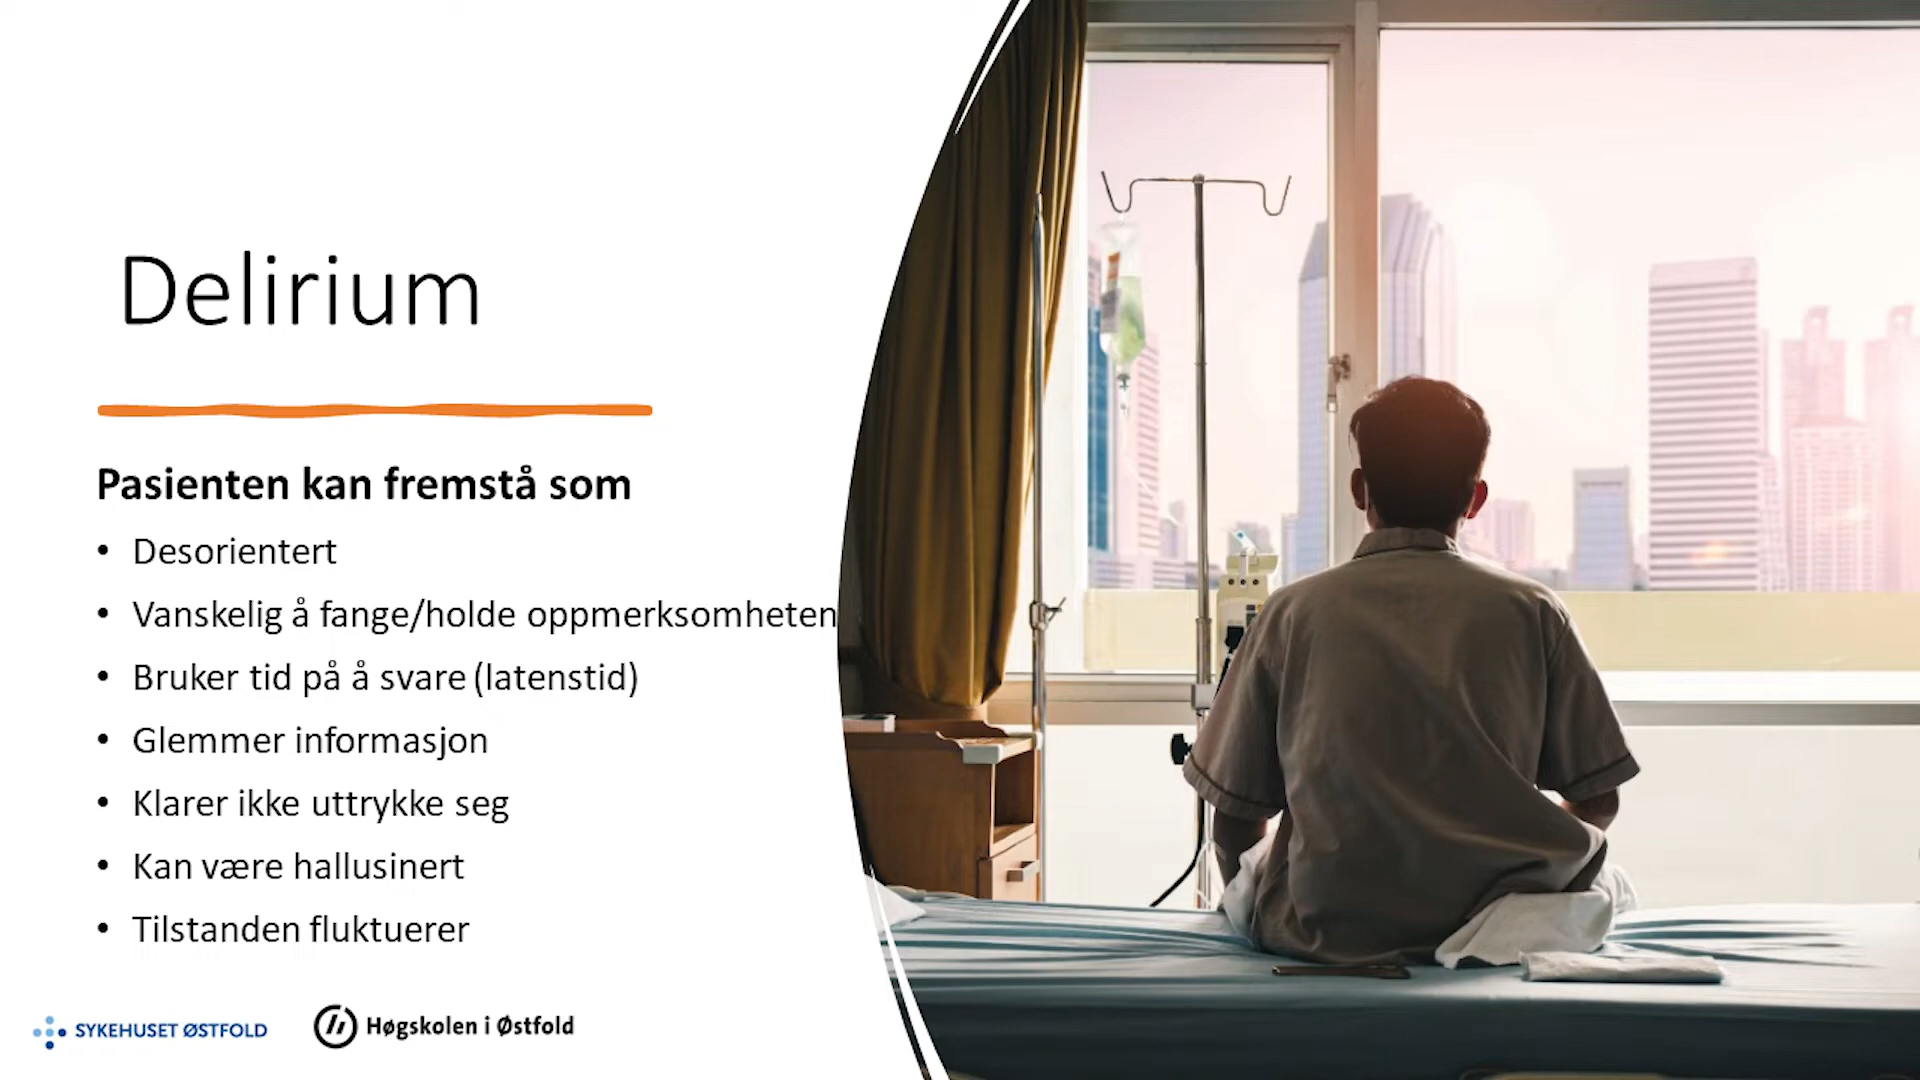 Delirium
Pasienten kan fremstå som
• Desorientert
• Vanskelig å fange/holde oppmerksomheten
• Bruker tid på å svare (latenstid)
• Glemmer informasjon
• Klarer ikke uttrykke seg
• Kan være hallusinert
• Tilstanden fluktuerer
SYKEHUSET ØSTFOLD
Høgskolen i Østfold